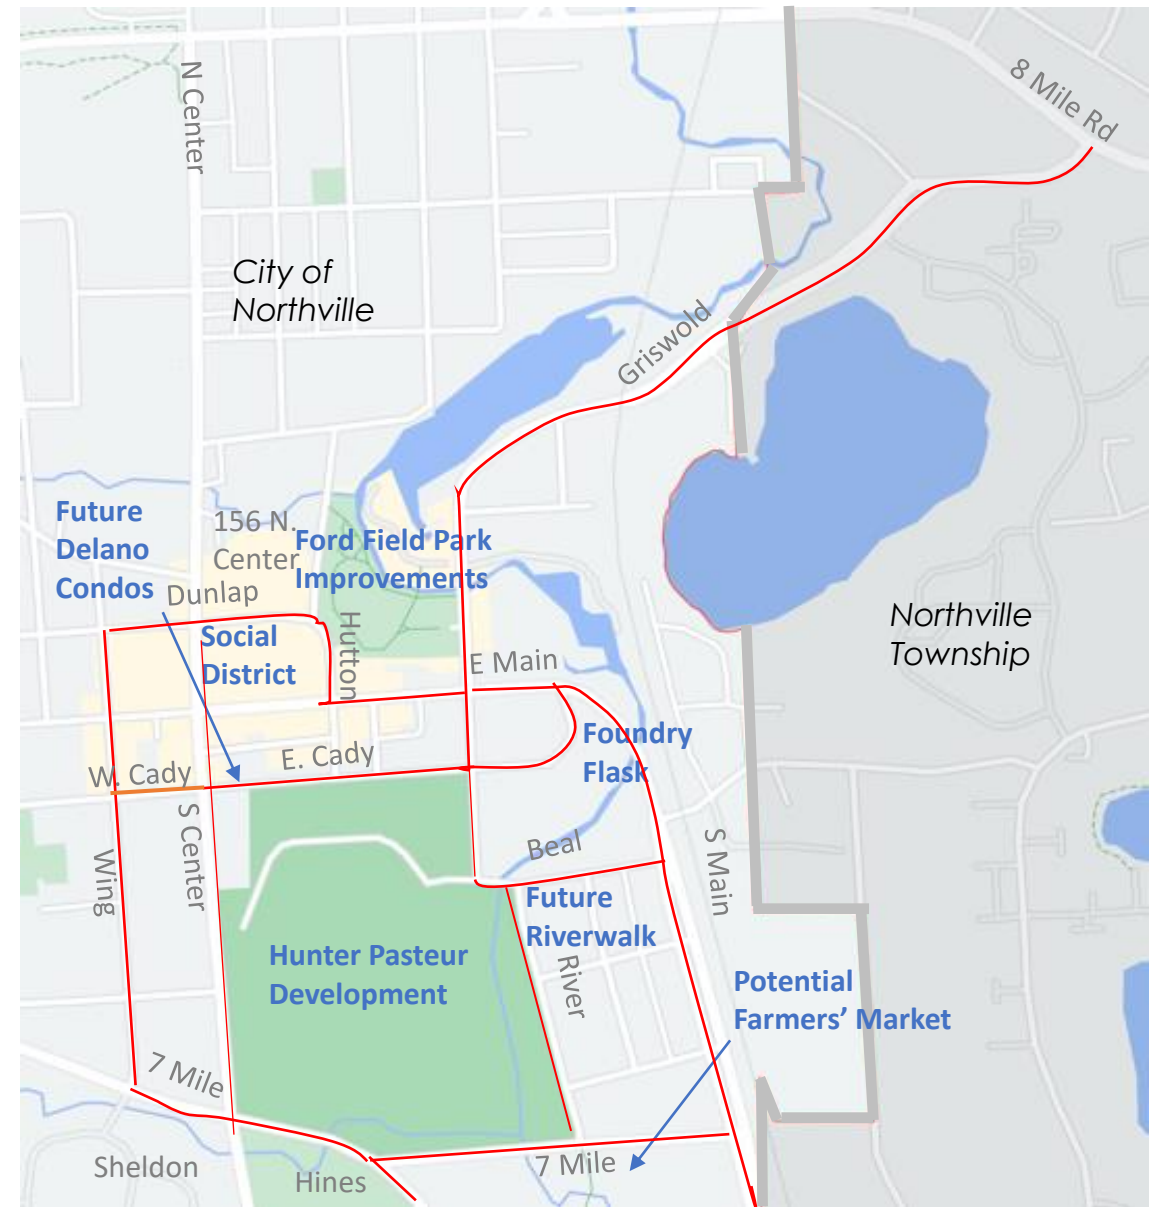 8 Mile Rd
N Center
City of
Northville
Griswold
Future
Delano
Condos
156 N.
Center
Ford Field Park
Improvements
Dunlap
Social
District
Hutton
E Main
Northville
Township
Foundry
Flask
E. Cady
W. Cady
S Center
Beal
S Main
Wing
Future
Riverwalk
Hunter Pasteur
Development
River
Potential
Farmers’ Market
7 Mile
7 Mile
Sheldon
Hines